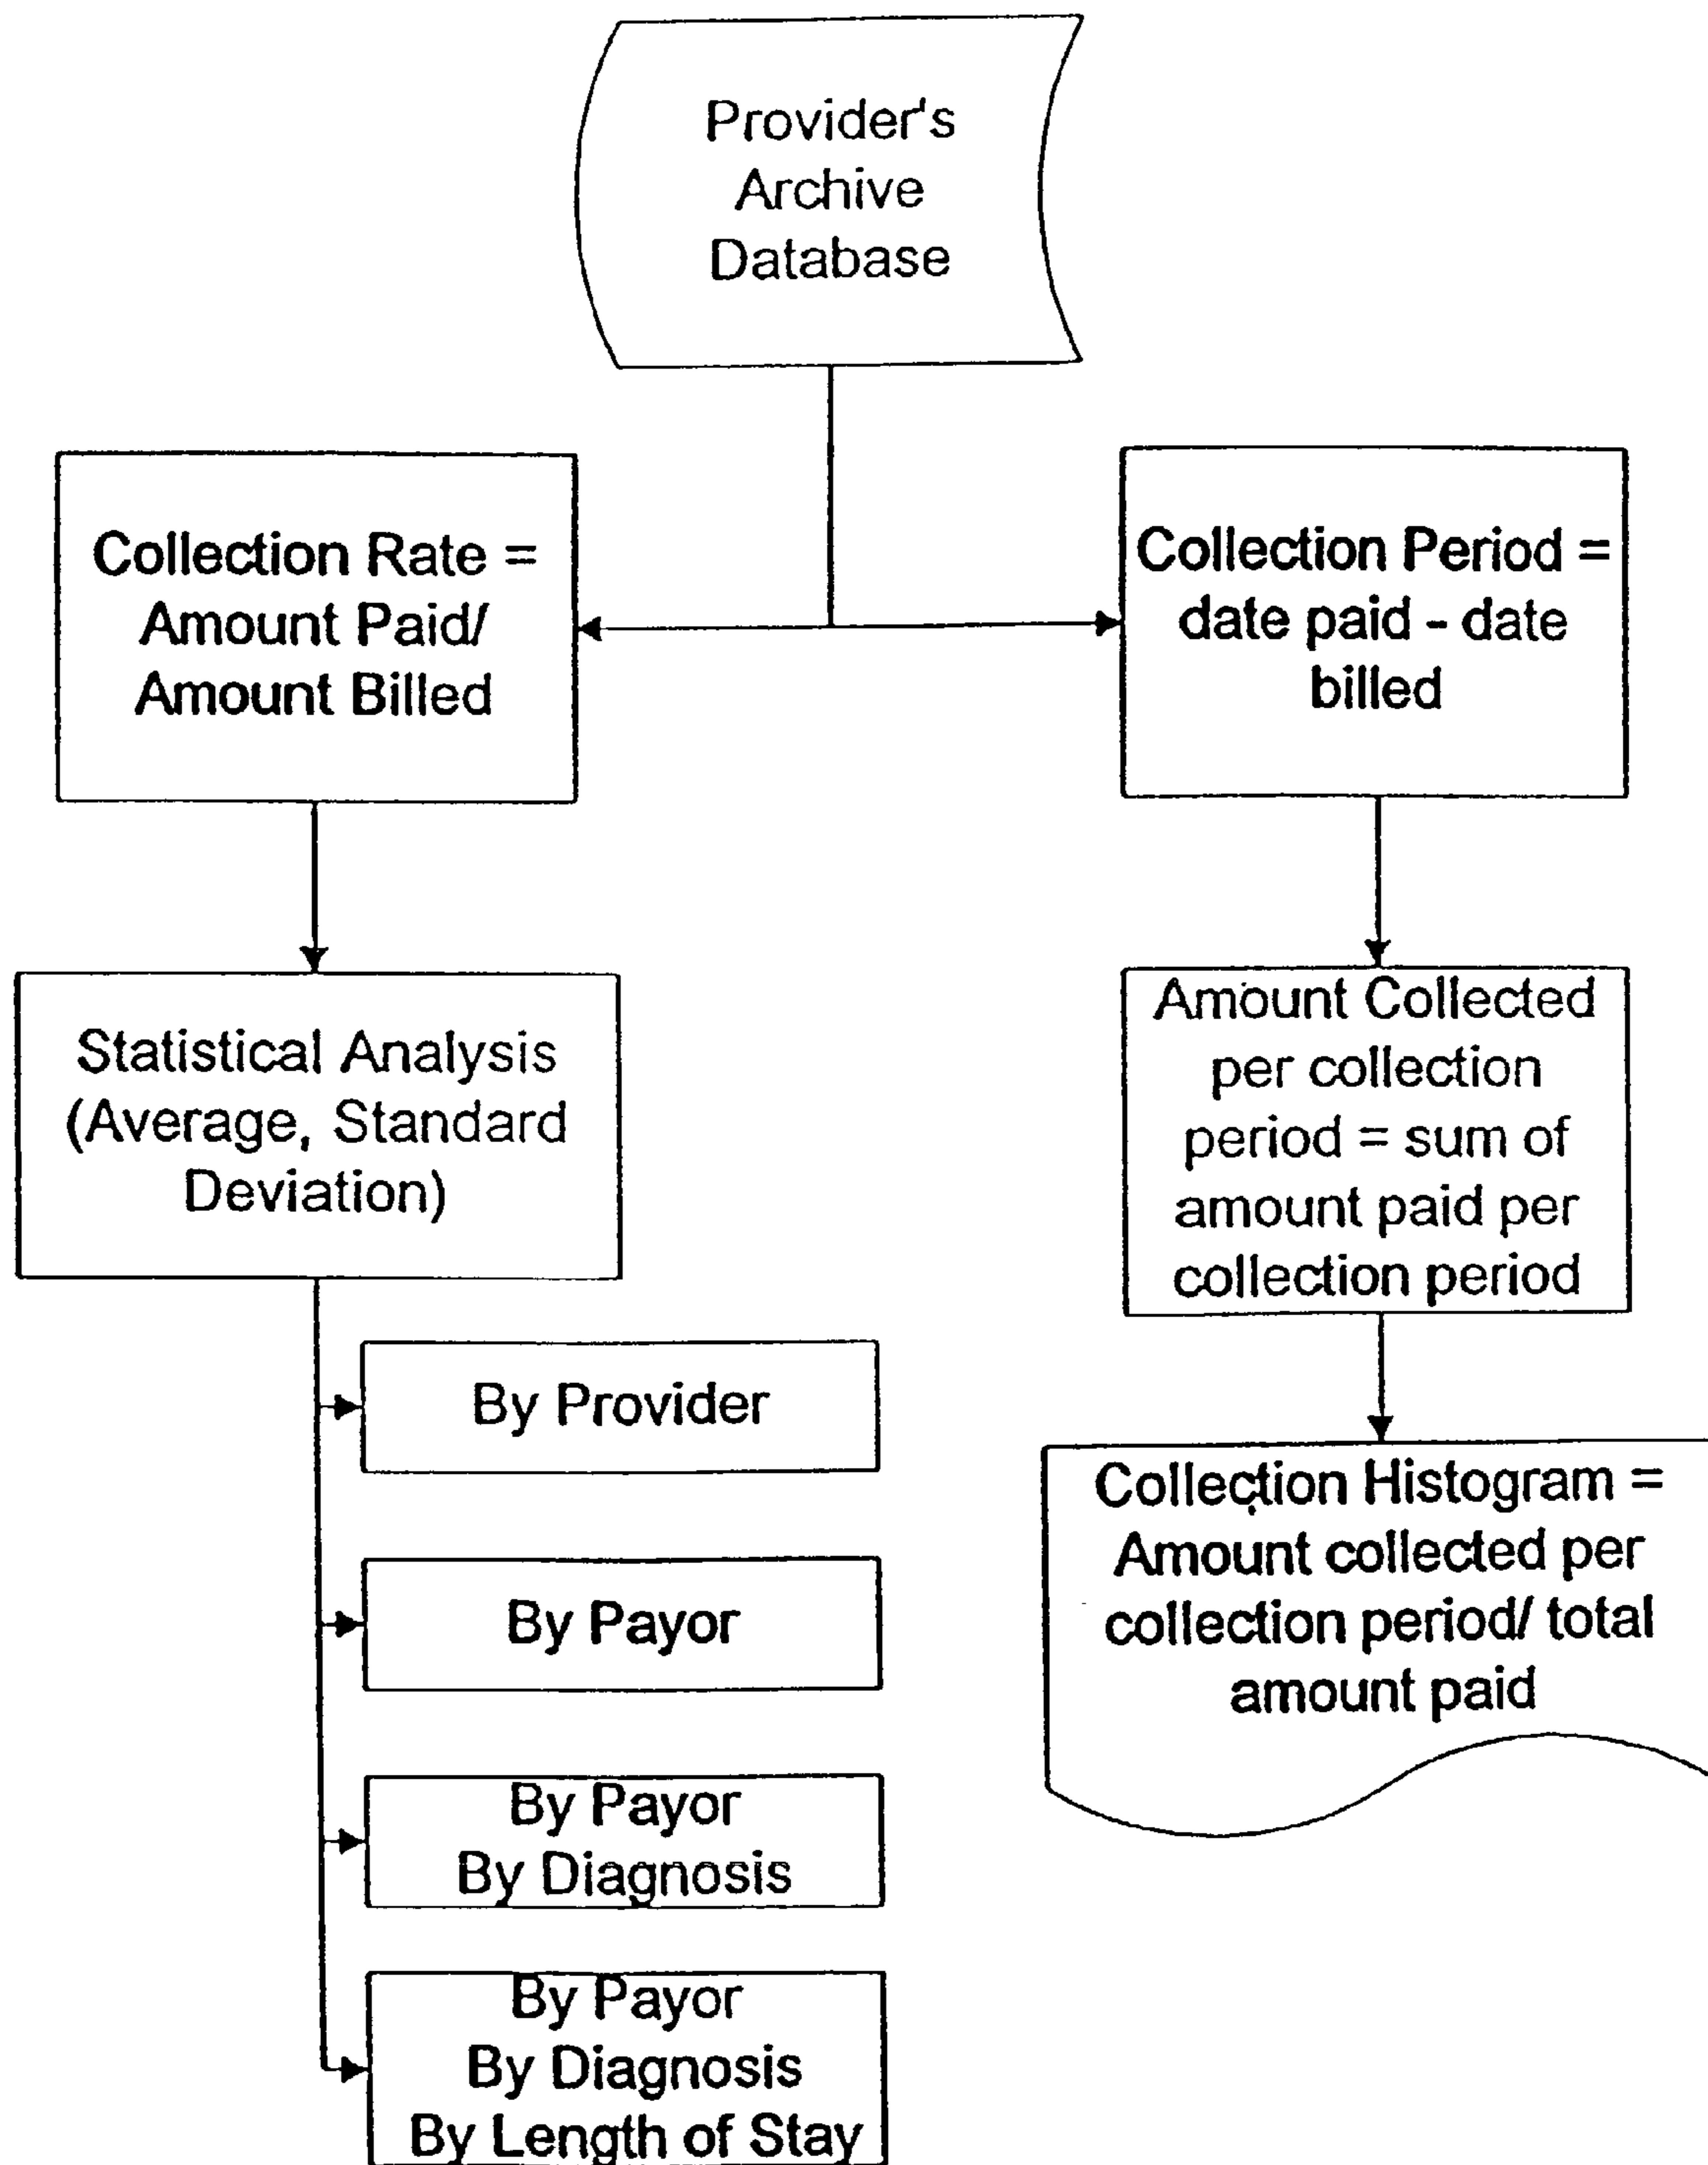 Provider's
Archive
Database
Collection Rate =
Amount Paid/
Amount Billed
Collection Period =
date paid - date
billed
Statistical Analysis
(Average, Standard
Deviation)
Amount Collected
per collection
period = sum of
amount paid per
collection period
By Provider
By Payor
By Payor
By Diagnosis
By Payor
By Diagnosis
By Length of Stay
Collection Histogram =
Amount collected per
collection period/ total
amount paid